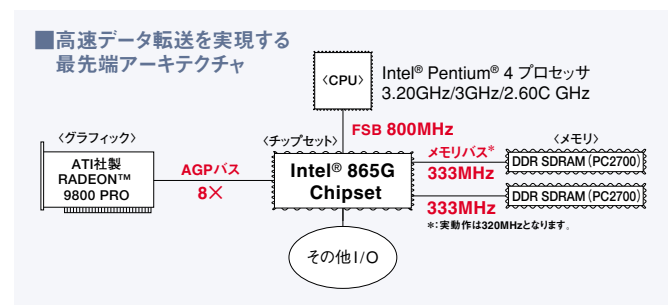 ■高速データ転送を実現する
最先端アーキテクチャ
〈CPU〉
Intel® Pentium® 4 プロセッサ
3.20GHz/3GHz/2.60C GHz
FSB 800MHz
〈グラフィック〉
ATI社製
RADEON™
9800 PRO
AGPバス
8×
〈チップセット〉
Intel® 865G
Chipset
メモリバス*
333MHz
〈メモリ〉
DDR SDRAM(PC2700)
333MHz
DDR SDRAM(PC2700)
*:実動作は320MHzとなります。
その他I/O